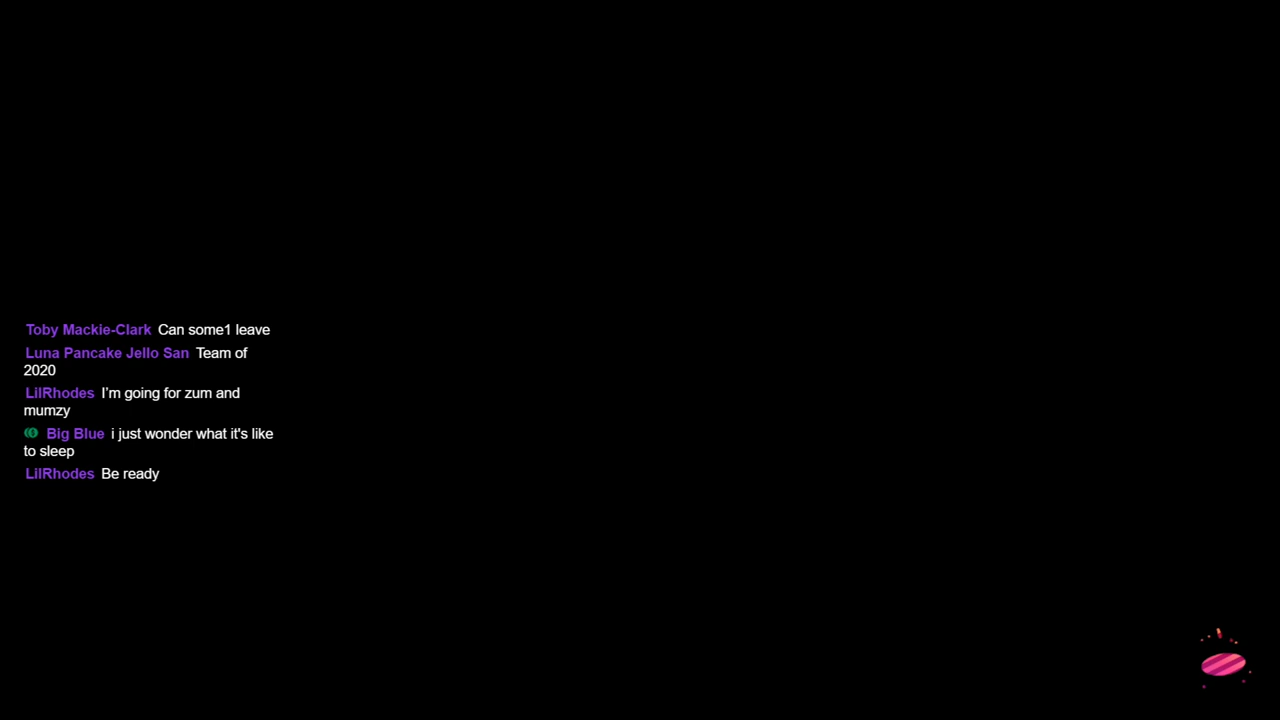 Toby Mackie-Clark Can some1 leave
Luna Pancake Jello San Team of
2020
LilRhodes I'm going for zum and
mumzy
Big Blue i just wonder what it's like
to sleep
LilRhodes Be ready